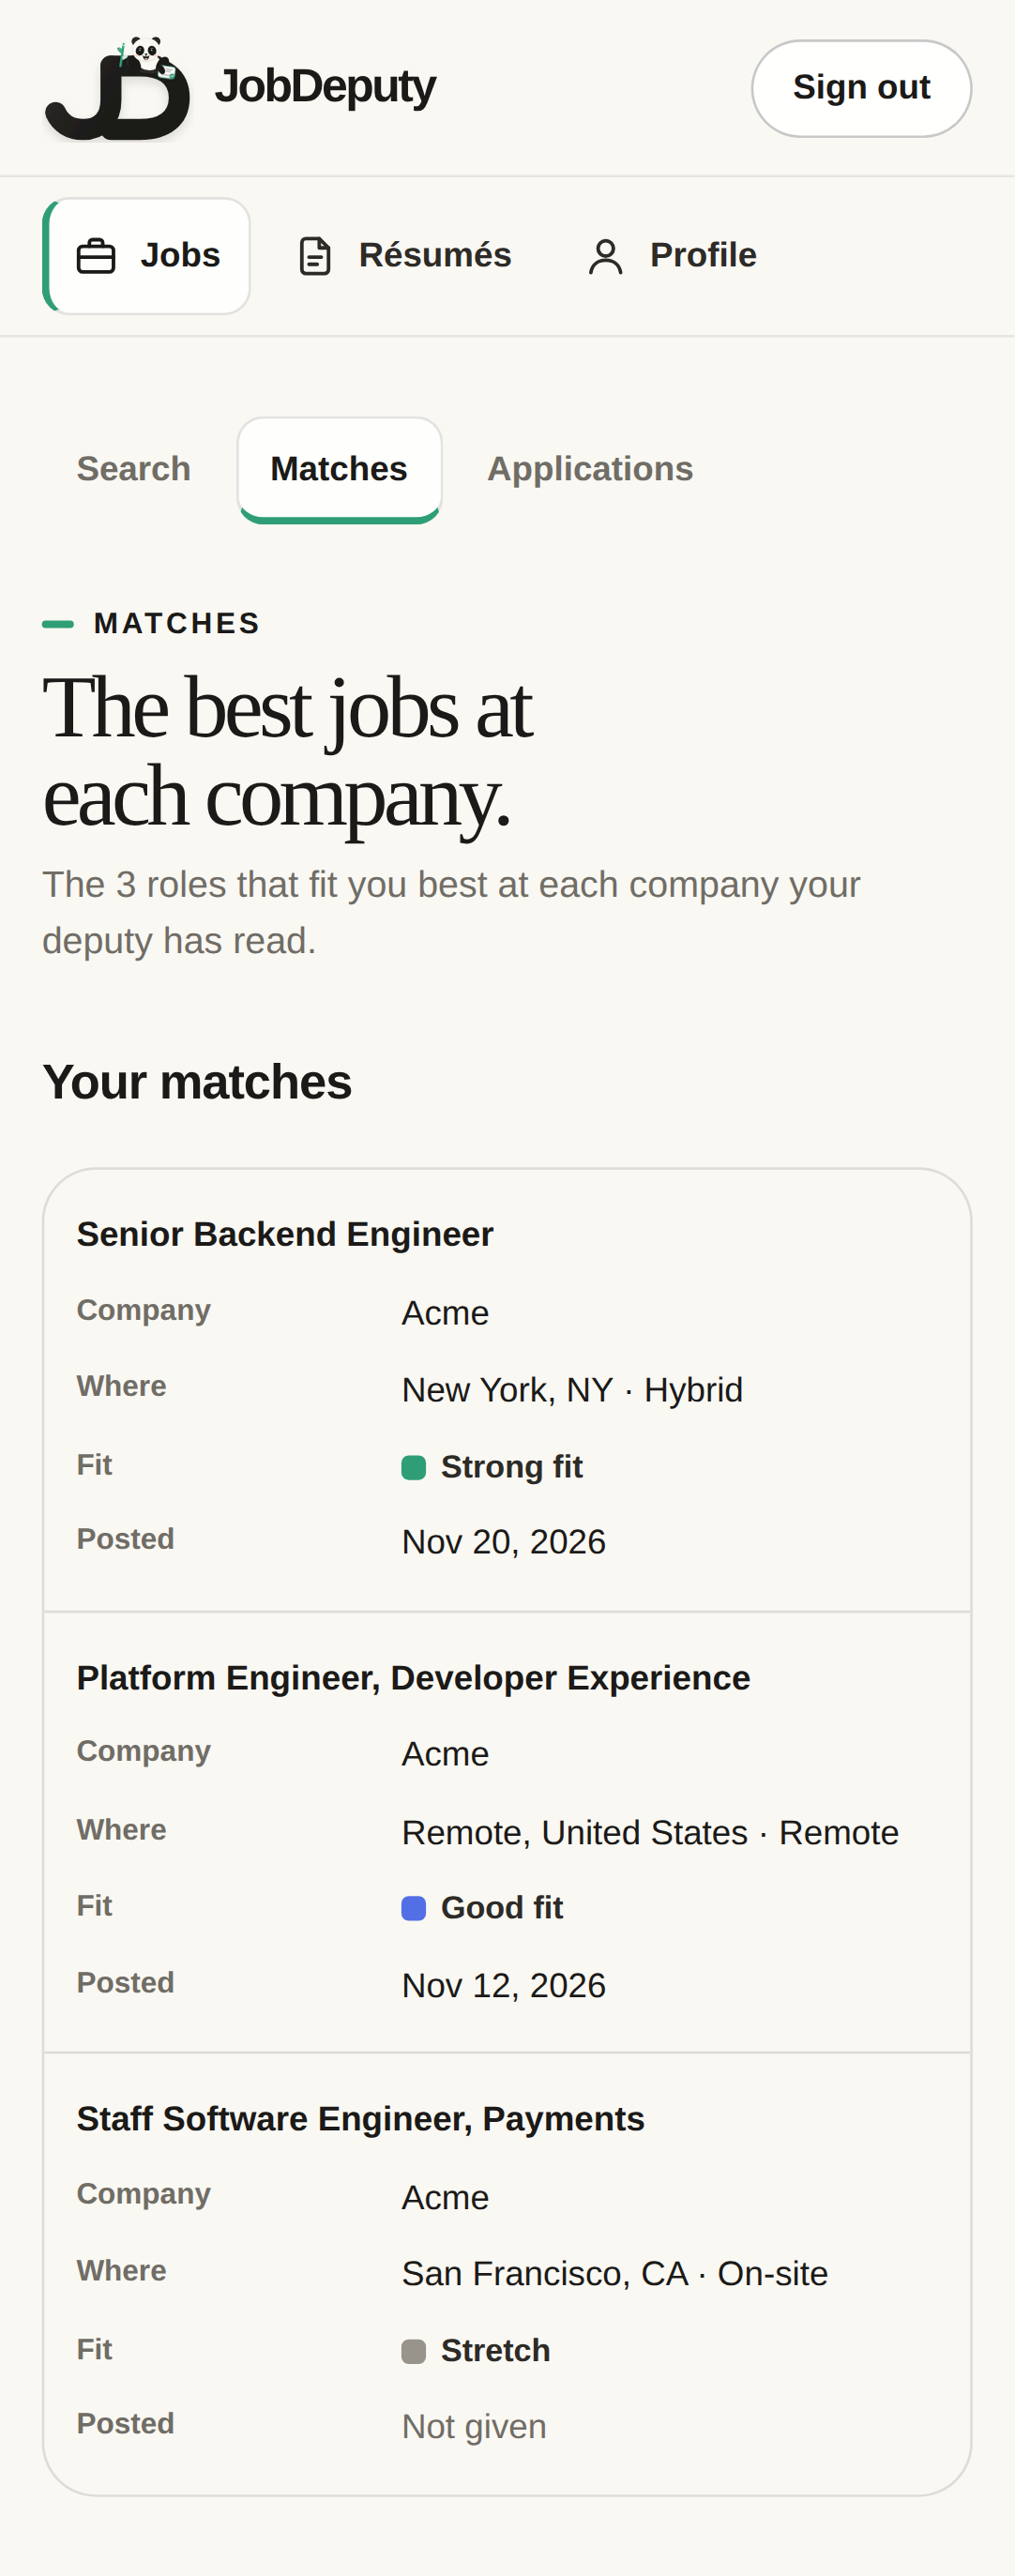 JD
JobDeputy
Sign out
Jobs
Résumés
Profile
Search
Matches
Applications
MATCHES
The best jobs at
each company.
The 3 roles that fit you best at each company your
deputy has read.
Your matches
Senior Backend Engineer
Company
Acme
Where
New York, NY · Hybrid
Fit
Strong fit
Posted
Nov 20, 2026
Platform Engineer, Developer Experience
Company
Acme
Where
Remote, United States · Remote
Fit
Good fit
Posted
Nov 12, 2026
Staff Software Engineer, Payments
Company
Acme
Where
San Francisco, CA · On-site
Fit
Stretch
Posted
Not given